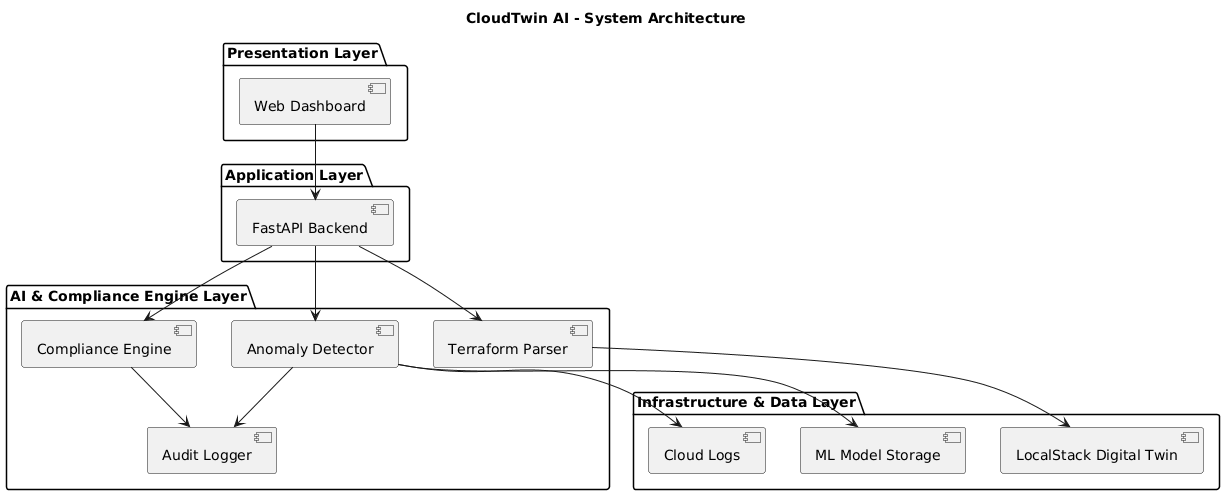 CloudTwin AI - System Architecture
Presentation Layer
Web Dashboard
Application Layer
FastAPI Backend
AI & Compliance Engine Layer
Compliance Engine
Anomaly Detector
Terraform Parser
Audit Logger
Infrastructure & Data Layer
Cloud Logs
ML Model Storage
LocalStack Digital Twin